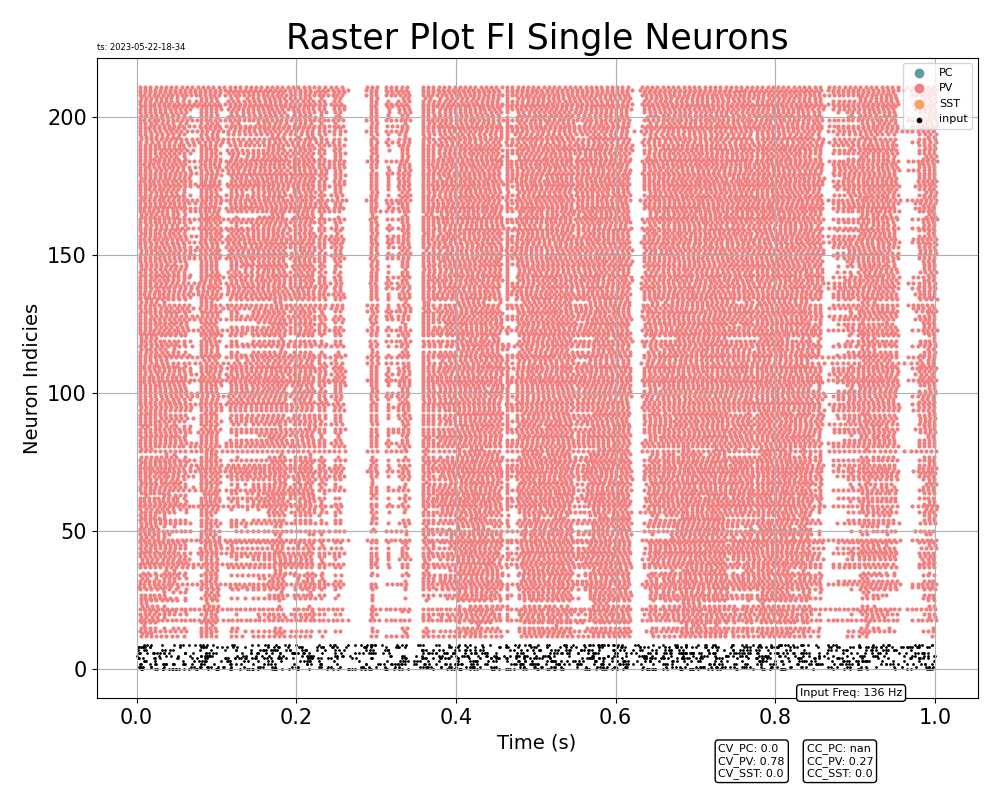 Raster Plot FI Single Neurons
ts: 2023-05-22-18-34
PC
PV
SST
input
200
150
100
50
0
Neuron Indicies
0.0 0.2 0.4 0.6 0.8 1.0
Time (s)
Input Freq: 136 Hz
CV_PC: 0.0
CV_PV: 0.78
CV_SST: 0.0
CC_PC: nan
CC_PV: 0.27
CC_SST: 0.0